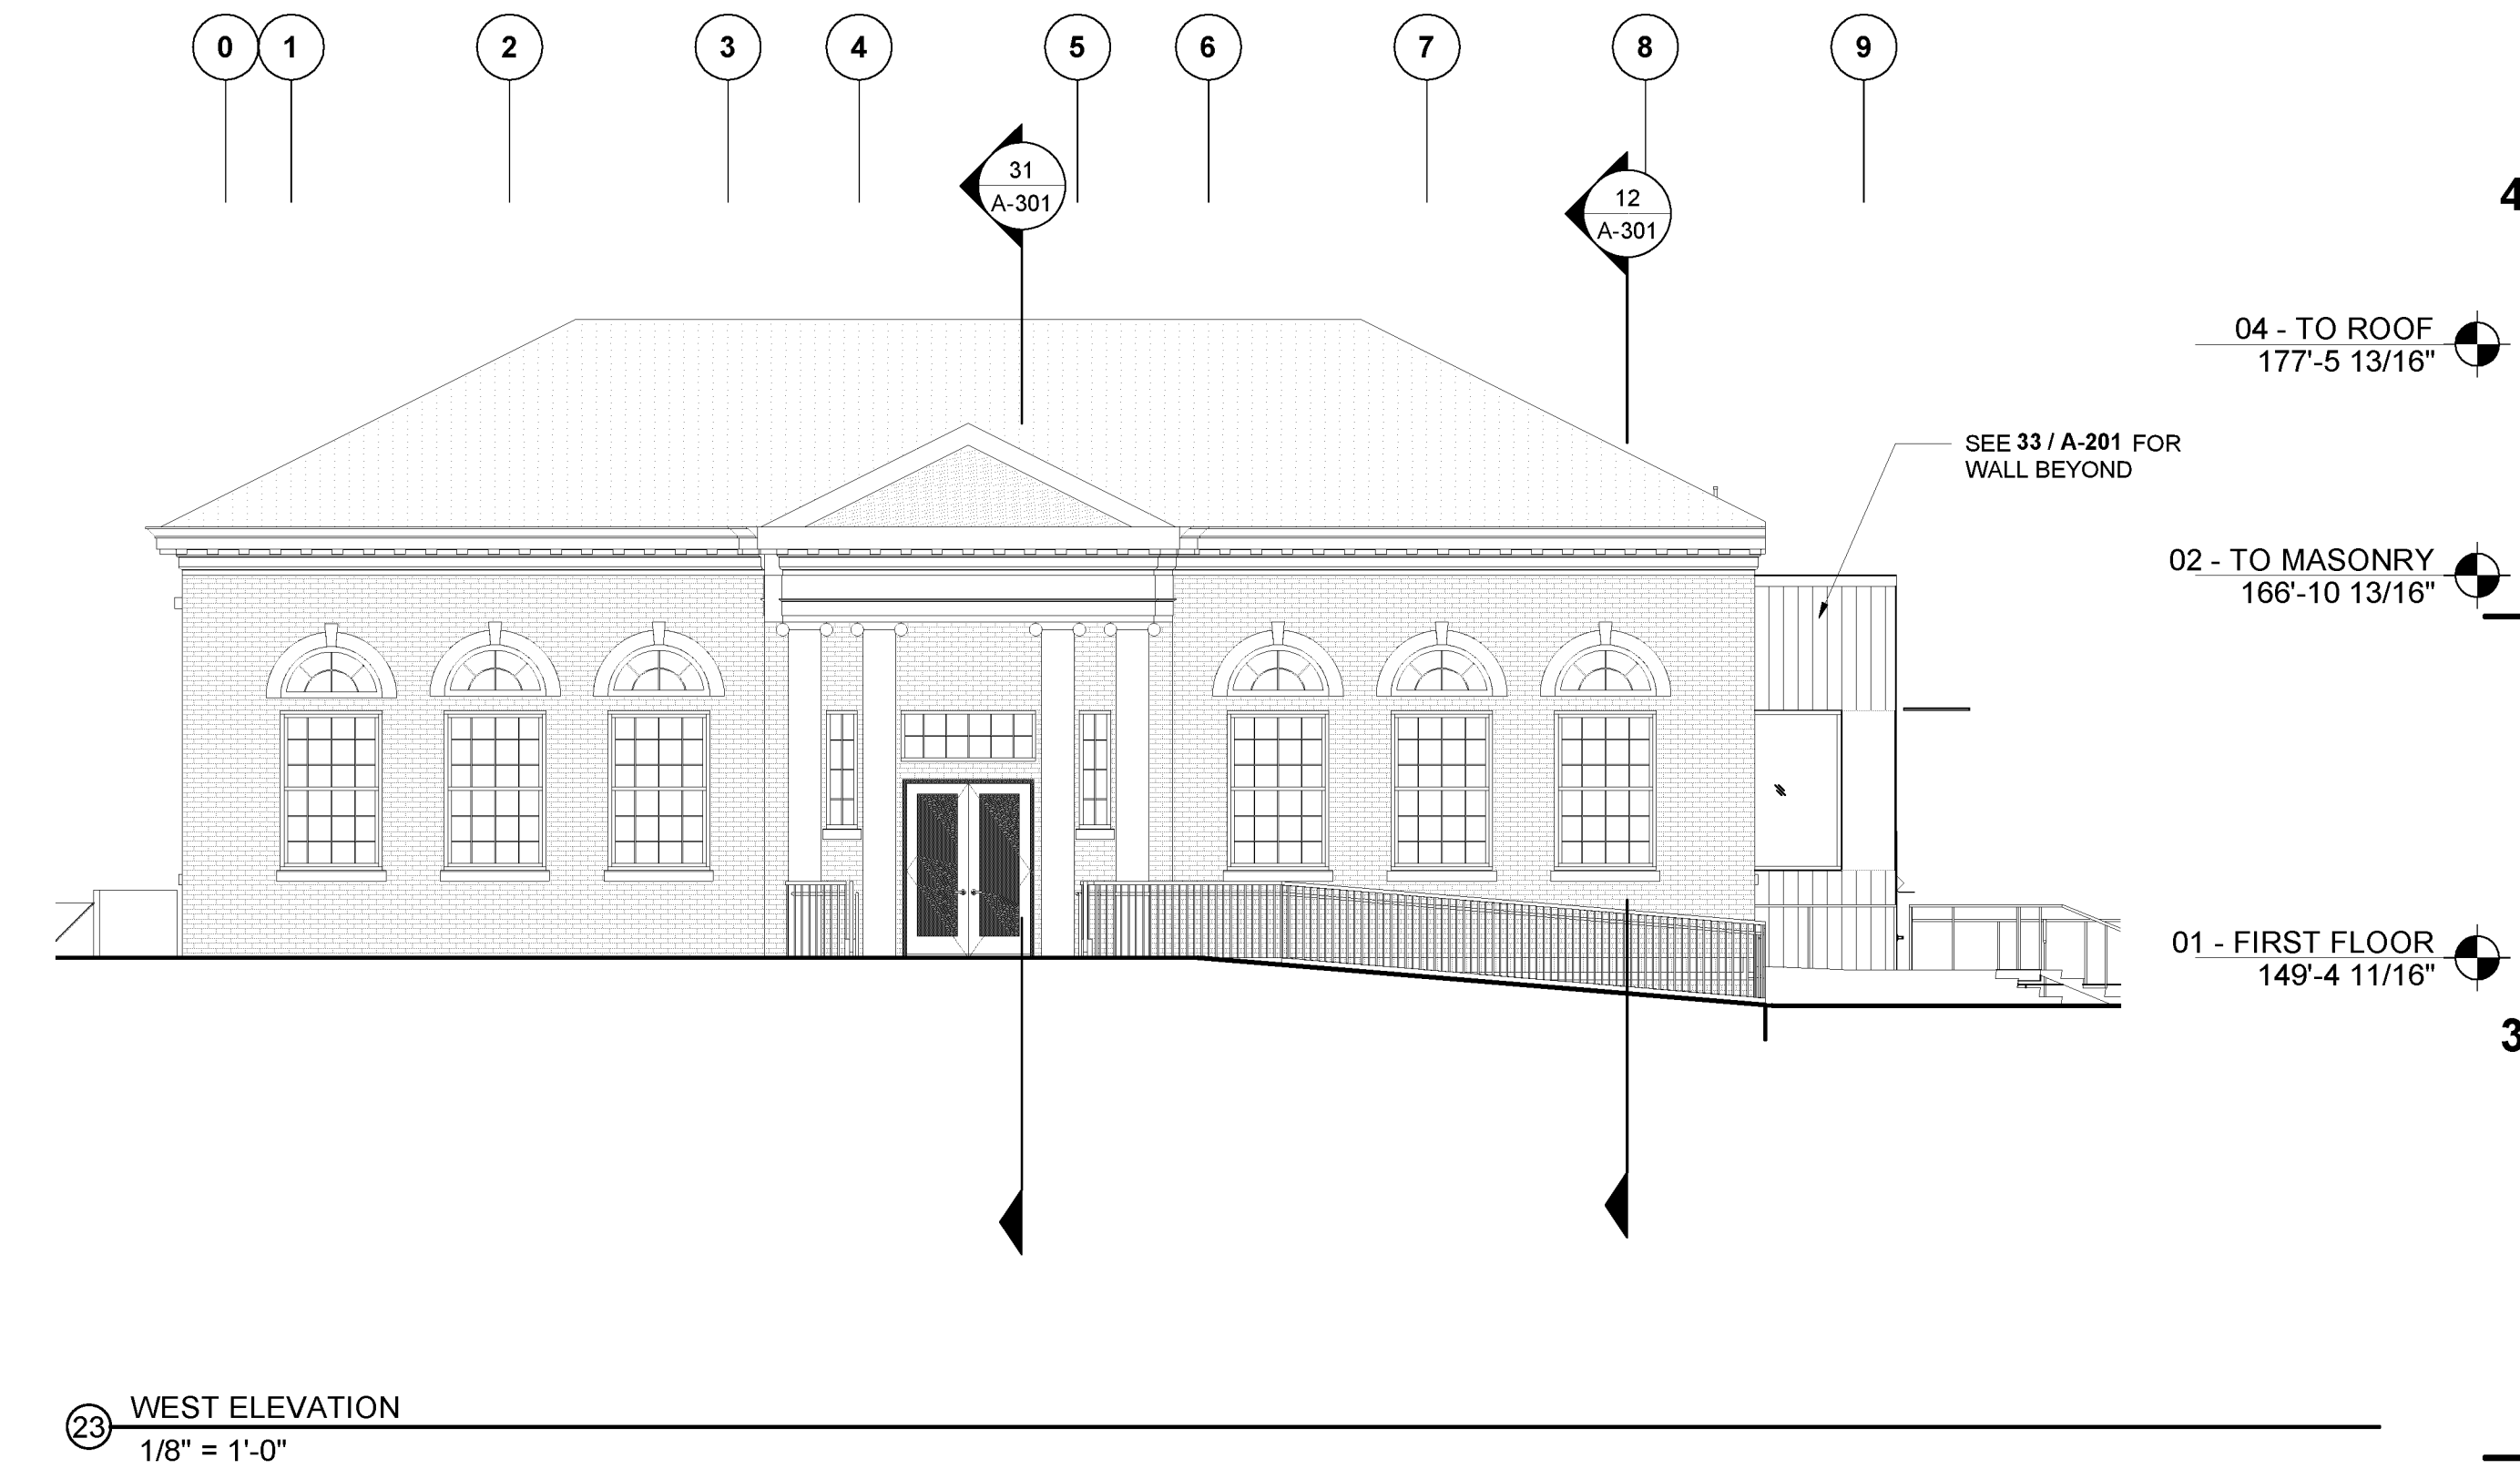 0 1 2 3 4 5 6 7 8 9
31
A-301
12
A-301
4
04 - TO ROOF
177'-5 13/16"
SEE 33 / A-201 FOR
WALL BEYOND
02 - TO MASONRY
166'-10 13/16"
01 - FIRST FLOOR
149'-4 11/16"
3
23 WEST ELEVATION
1/8" = 1'-0"